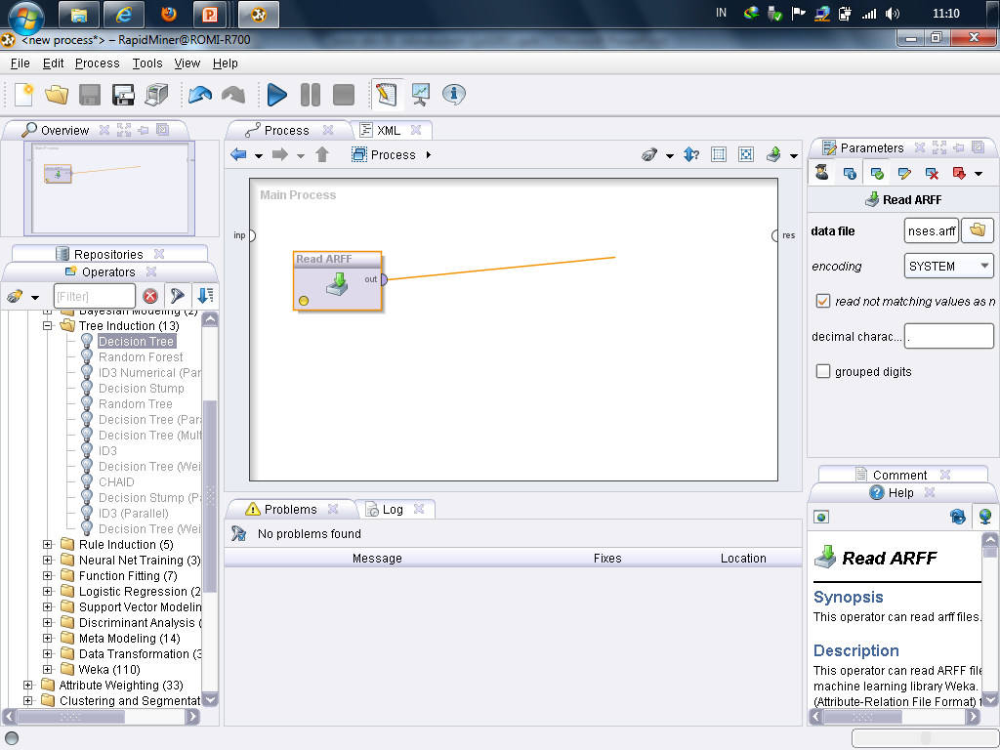 IN
11:10
<new process*> – RapidMiner@ROMI-R700
File Edit Process Tools View Help
Overview
Main Process
Repositories
Operators
[Filter]
Bayesian Modeling (2)
Tree Induction (13)
Decision Tree
Random Forest
ID3 Numerical (Par
Decision Stump
Random Tree
Decision Tree (Para
Decision Tree (Mult
ID3
Decision Tree (Wei
CHAID
Decision Stump (Pa
ID3 (Parallel)
Decision Tree (Wei
Rule Induction (5)
Neural Net Training (3)
Function Fitting (7)
Logistic Regression (2
Support Vector Modelin
Discriminant Analysis (
Meta Modeling (14)
Data Transformation (3
Weka (110)
Attribute Weighting (33)
Clustering and Segmentat
Process XML
Process
Main Process
inp
res
Read ARFF
out
Problems Log
No problems found
Message Fixes Location
Parameters
Read ARFF
data file nses.arff
encoding SYSTEM
read not matching values as n
decimal charac... .
grouped digits
Comment
Help
Read ARFF
Synopsis
This operator can read arff files.
Description
This operator can read ARFF file
machine learning library Weka.
(Attribute-Relation File Format) f